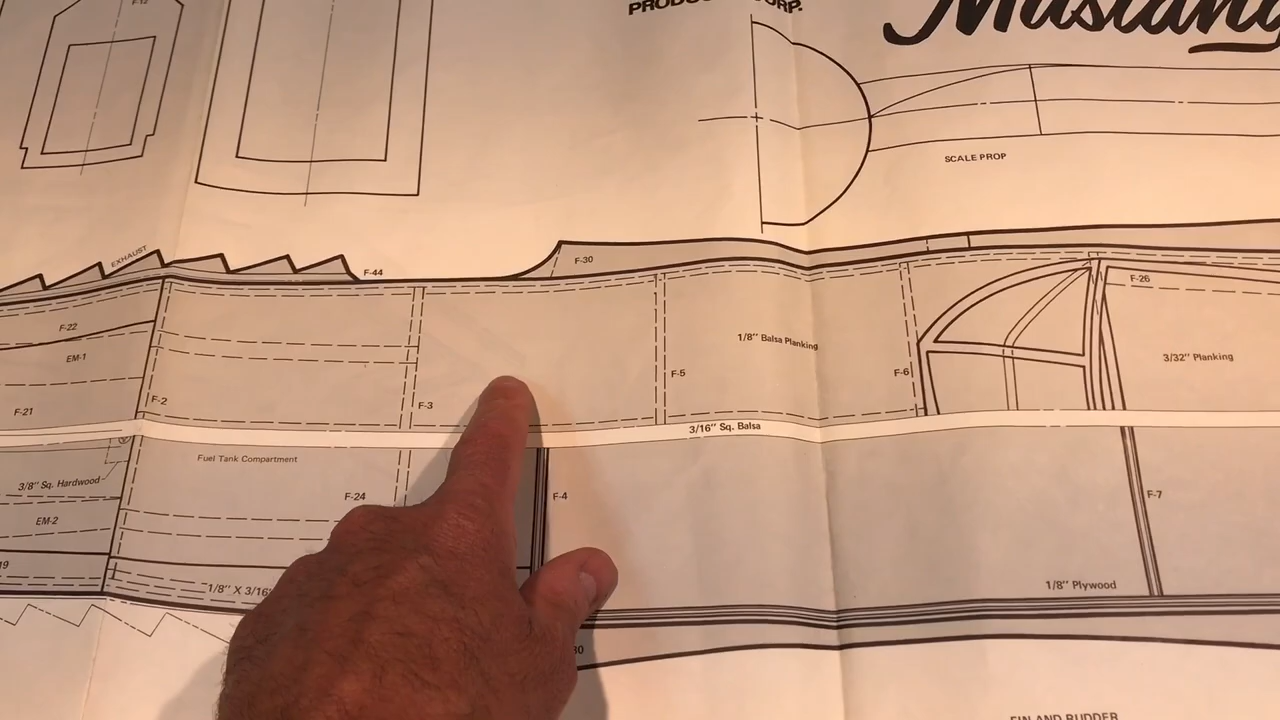 F-12
CORP.
Mustang
SCALE PROP
EXHAUST
F-44
F-30
F-26
F-22
EM-1
1/8" Balsa Planking
3/32" Planking
F-21
F-2
F-3
F-5
F-6
3/16" Sq. Balsa
Fuel Tank Compartment
3/8" Sq. Hardwood
F-24
F-4
F-7
EM-2
1/8" X 3/16"
1/8" Plywood
FIN AND RUDDER